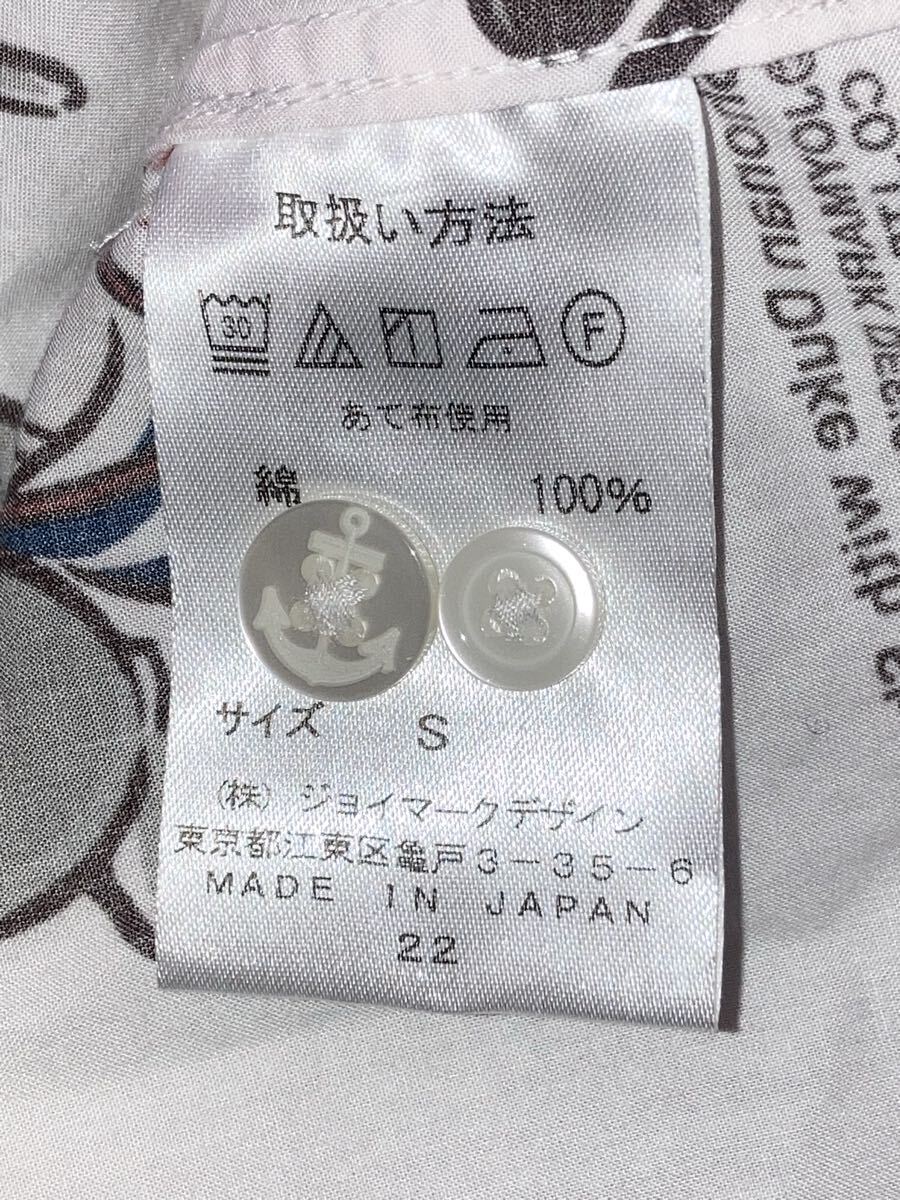 取扱い方法
30
F
あて布使用
綿 100%
サイズ S
(株) ジョイマークデザイン
東京都江東区亀戸3-35-6
MADE IN JAPAN
22